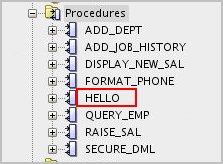 Procedures
ADD_DEPT
ADD_JOB_HISTORY
DISPLAY_NEW_SAL
FORMAT_PHONE
HELLO
QUERY_EMP
RAISE_SAL
SECURE_DML